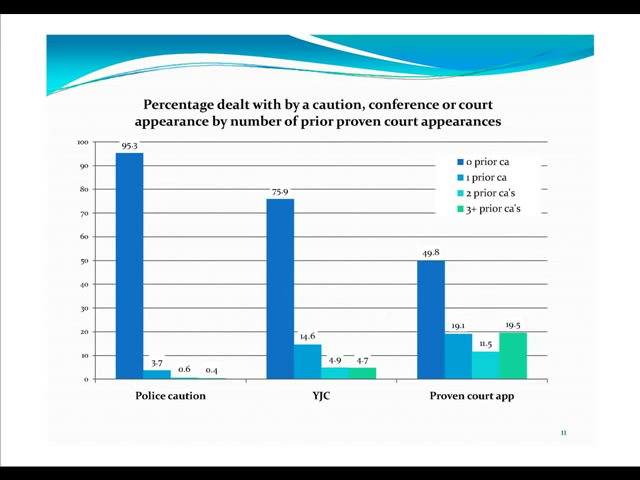 Percentage dealt with by a caution, conference or court
appearance by number of prior proven court appearances
100
90
80
70
60
50
40
30
20
10
0
95.3
3.7
0.6
0.4
75.9
14.6
4.9
4.7
49.8
19.1
11.5
19.5
0 prior ca
1 prior ca
2 prior ca's
3+ prior ca's
Police caution
YJC
Proven court app
11